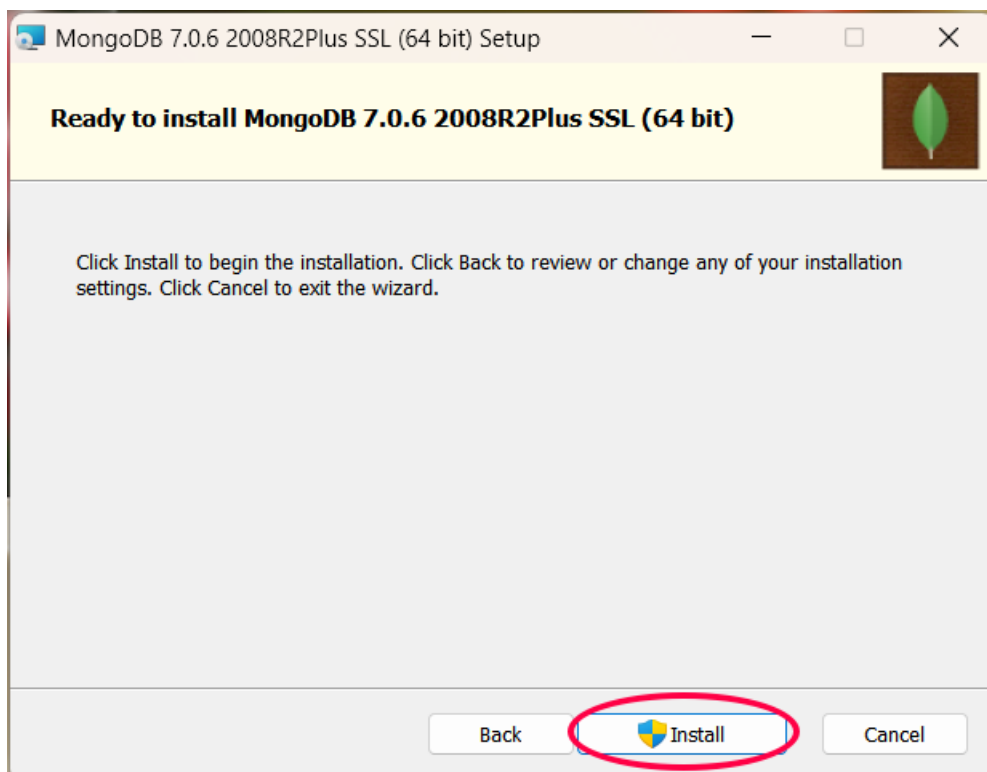 MongoDB 7.0.6 2008R2Plus SSL (64 bit) Setup
Ready to install MongoDB 7.0.6 2008R2Plus SSL (64 bit)
Click Install to begin the installation. Click Back to review or change any of your installation
settings. Click Cancel to exit the wizard.
Back Install Cancel